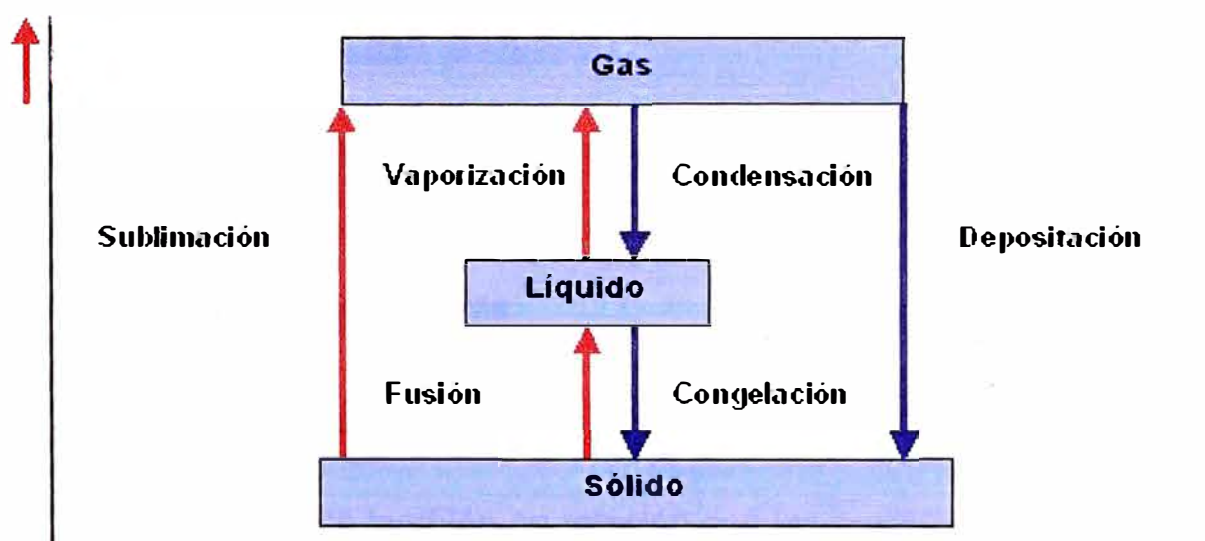 Gas
Vaporización
Condensación
Sublimación
Depositación
Líquido
Fusión
Congelación
Sólido